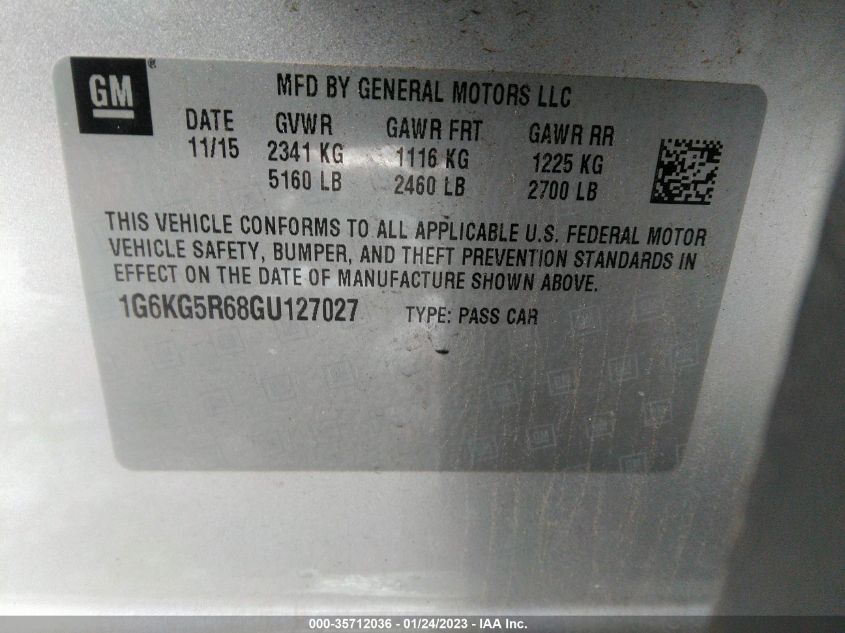 GM®
MFD BY GENERAL MOTORS LLC
DATE GVWR GAWR FRT GAWR RR
11/15 2341 KG 1116 KG 1225 KG
5160 LB 2460 LB 2700 LB
THIS VEHICLE CONFORMS TO ALL APPLICABLE U.S. FEDERAL MOTOR
VEHICLE SAFETY, BUMPER, AND THEFT PREVENTION STANDARDS IN
EFFECT ON THE DATE OF MANUFACTURE SHOWN ABOVE.
1G6KG5R68GU127027 TYPE: PASS CAR
000-35712036 - 01/24/2023 - IAA Inc.